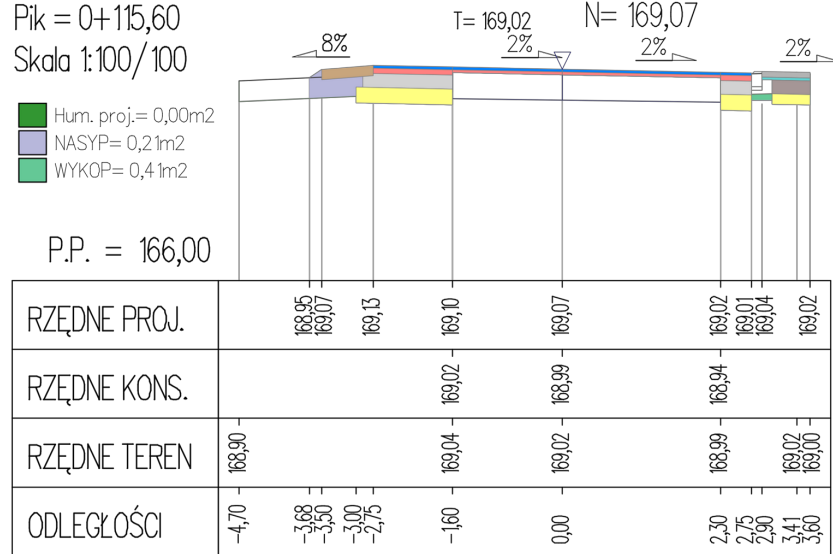 Pik = 0+115,60
Skala 1:100/100
T= 169,02
N= 169,07
8%
2%
2%
2%
Hum. proj.= 0,00m2
NASYP= 0,21m2
WYKOP= 0,41m2
P.P. = 166,00
RZĘDNE PROJ. 168,95 169,07 169,13 169,10 169,07 169,02 169,01 169,04 169,02
RZĘDNE KONS. 169,02 168,99 168,94
RZĘDNE TEREN 168,90 169,04 169,02 168,99 169,02 169,00
ODLEGŁOŚCI -4,70 -3,68 -3,50 -3,00 -2,75 -1,60 0,00 2,30 2,75 2,90 3,41 3,60